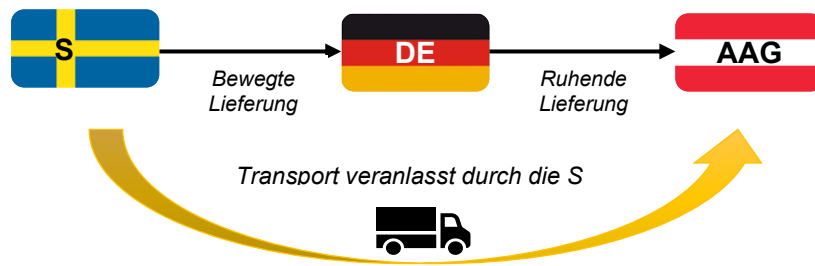 S
DE
AAG
Bewegte
Lieferung
Ruhende
Lieferung
Transport veranlasst durch die S